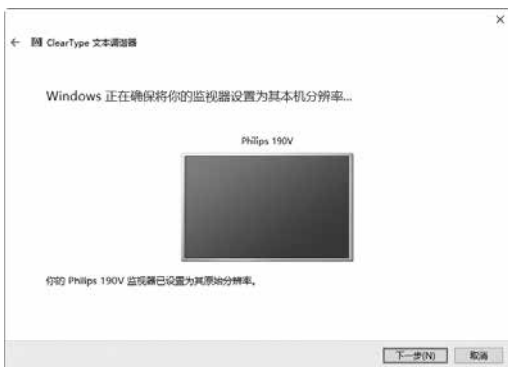 ClearType 文本调谐器
Windows 正在确保将你的监视器设置为其本机分辨率...
Philips 190V
你的 Philips 190V 监视器已设置为其原始分辨率。
下一步(N)
取消